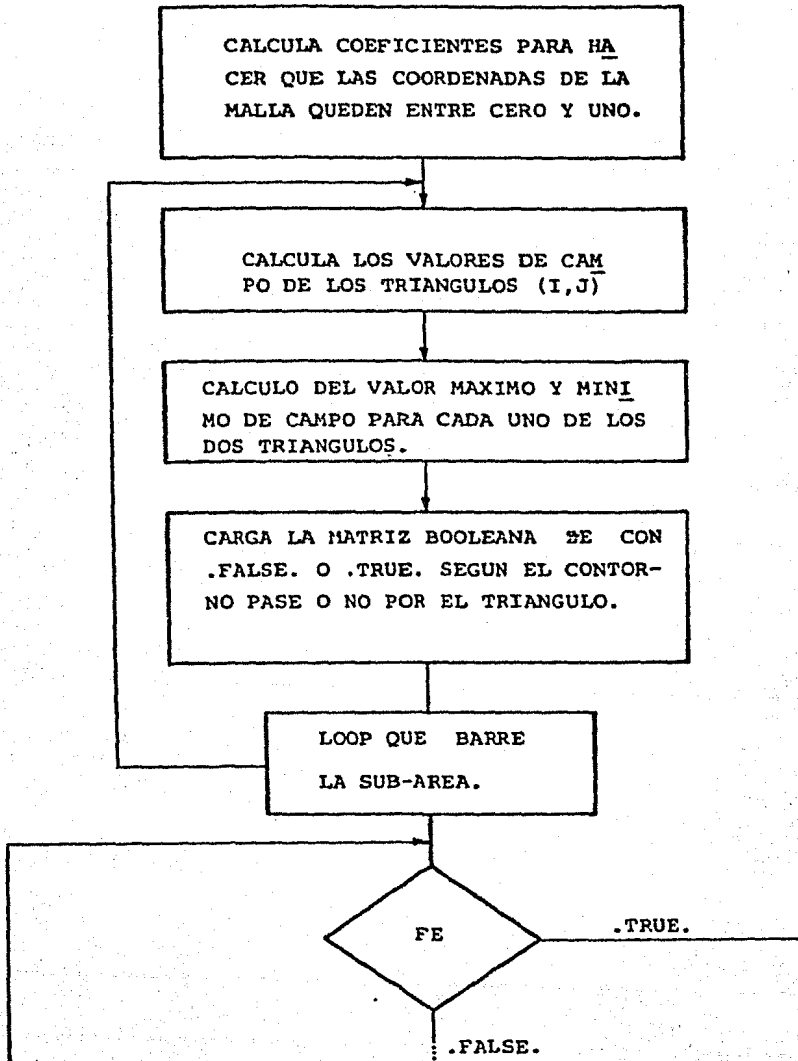 CALCULA COEFICIENTES PARA HA
CER QUE LAS COORDENADAS DE LA
MALLA QUEDEN ENTRE CERO Y UNO.
CALCULA LOS VALORES DE CAM
PO DE LOS TRIANGULOS (I,J)
CALCULO DEL VALOR MAXIMO Y MINI
MO DE CAMPO PARA CADA UNO DE LOS
DOS TRIANGULOS.
CARGA LA MATRIZ BOOLEANA CON
.FALSE. O .TRUE. SEGUN EL CONTOR-
NO PASE O NO POR EL TRIANGULO.
LOOP QUE BARRE
LA SUB-AREA.
FE
.TRUE.
.FALSE.